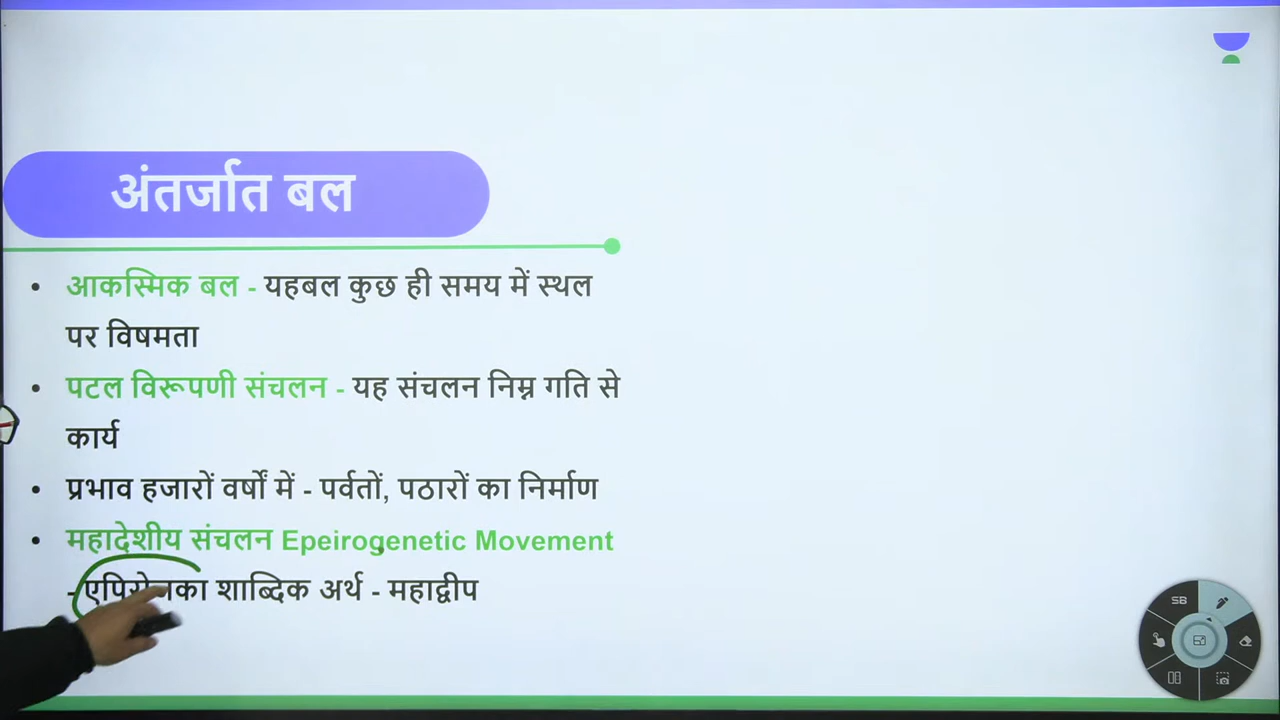 अंतर्जात बल
आकस्मिक बल - यहबल कुछ ही समय में स्थल
पर विषमता
पटल विरूपणी संचलन - यह संचलन निम्न गति से
कार्य
प्रभाव हजारों वर्षों में - पर्वतों, पठारों का निर्माण
महादेशीय संचलन Epeirogenetic Movement
- शाब्दिक अर्थ - महाद्वीप
SB